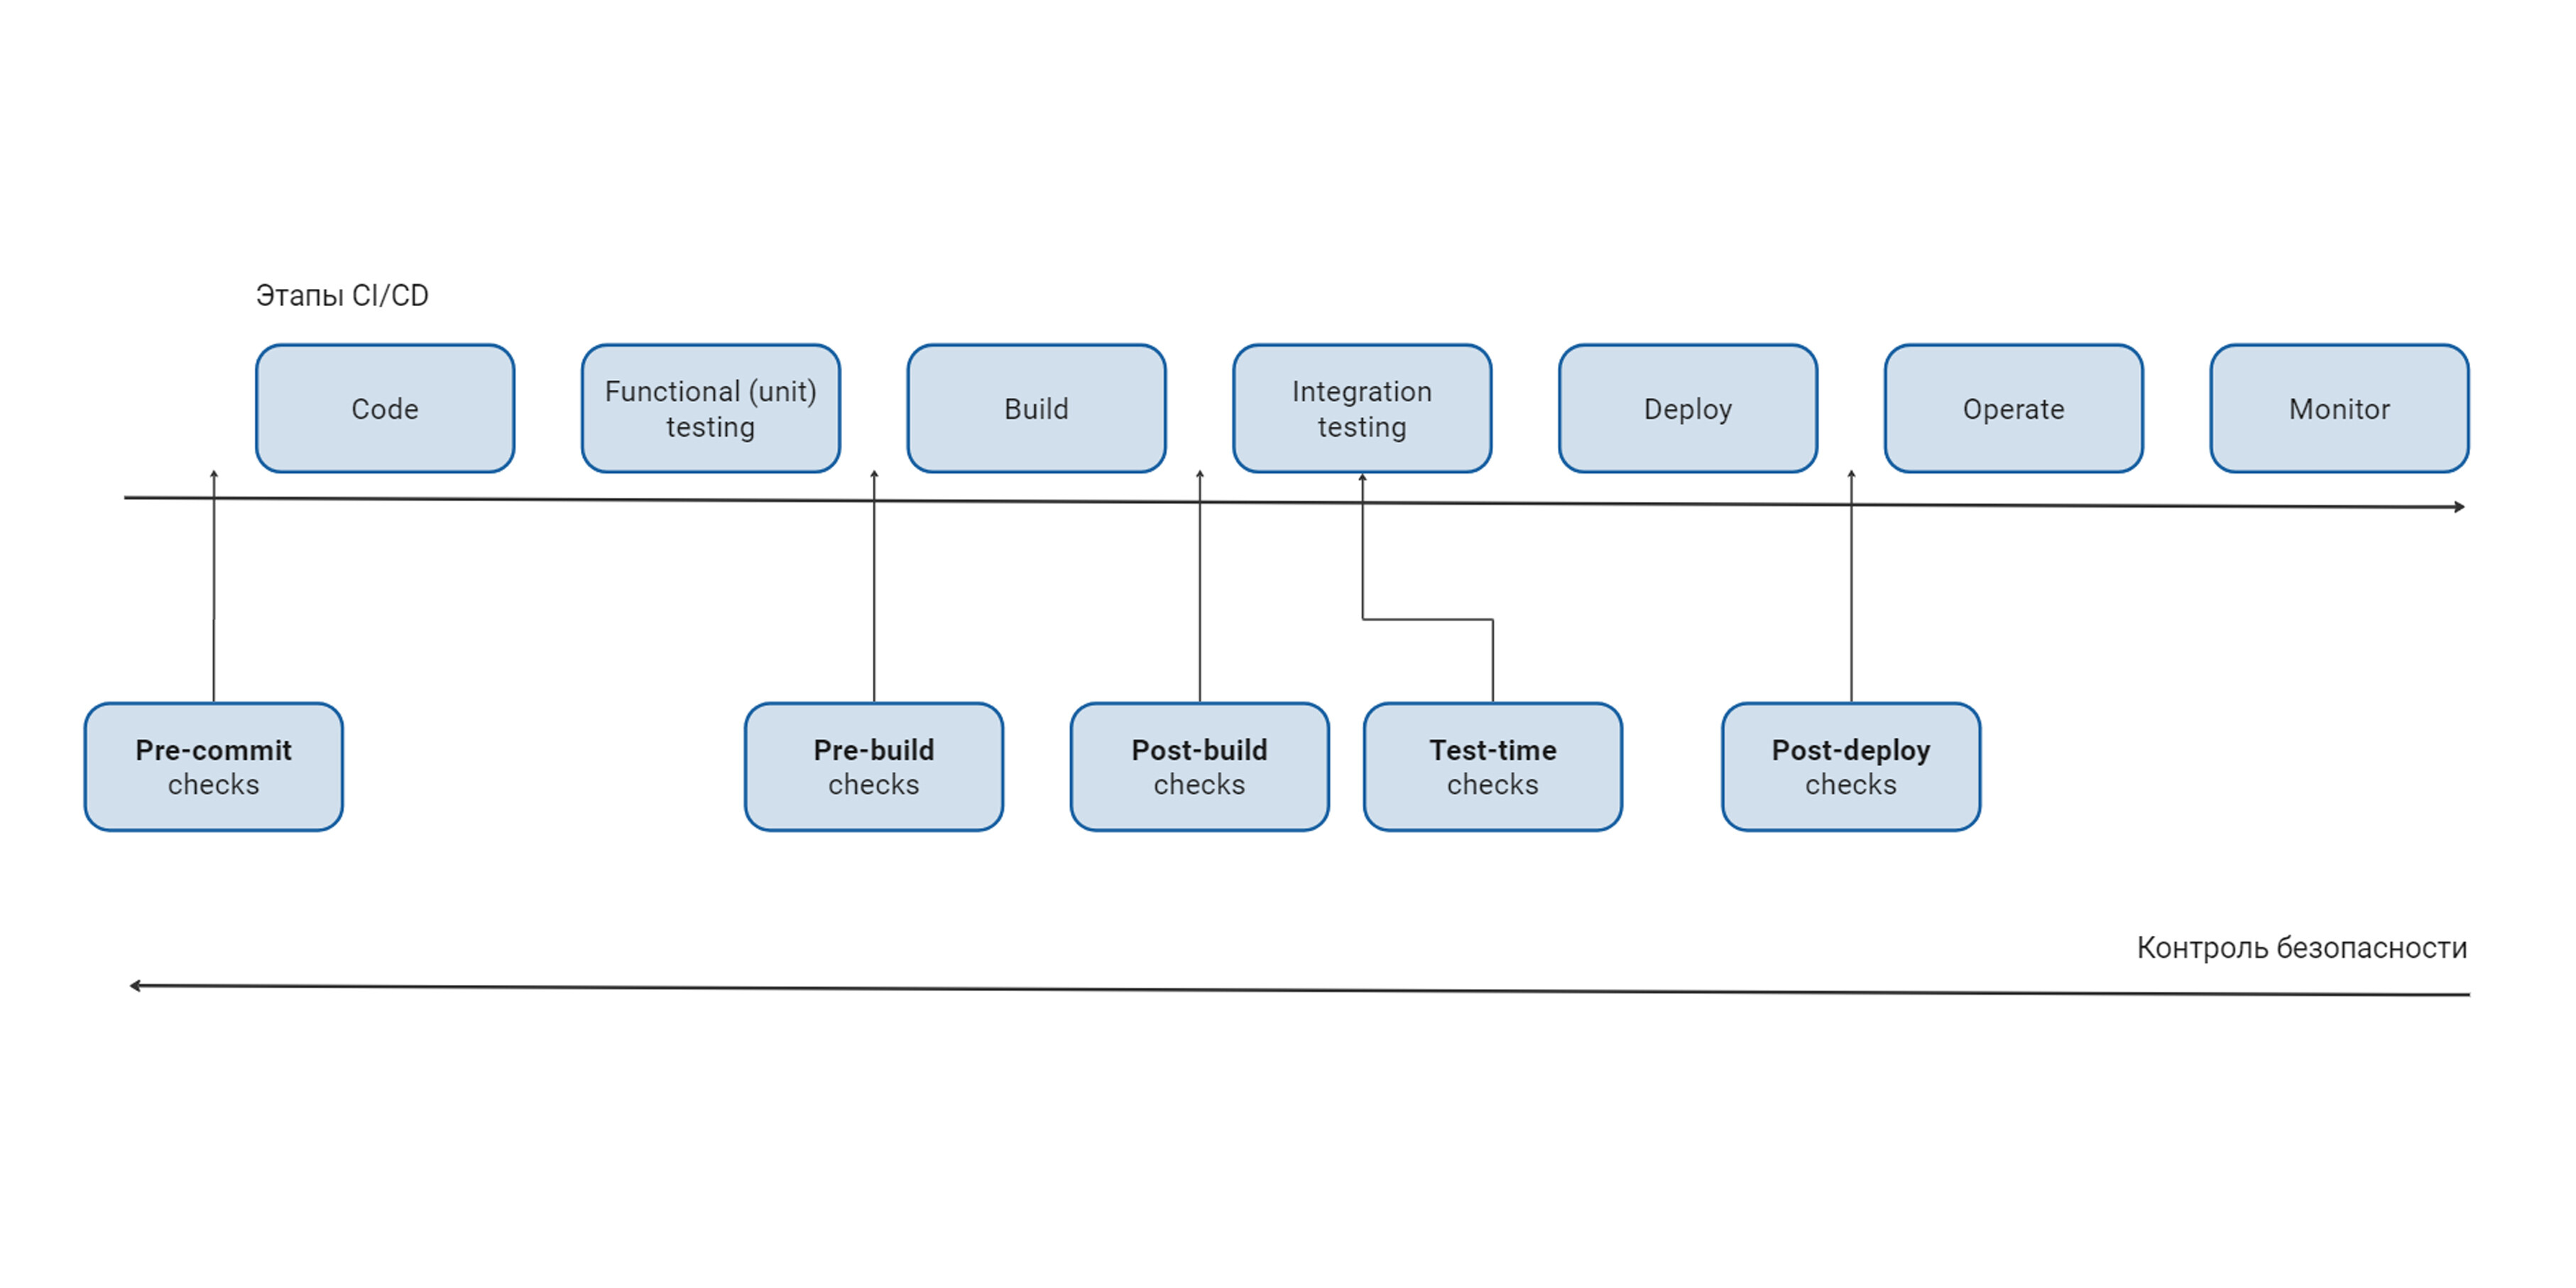 Этапы CI/CD
Code
Functional (unit)
testing
Build
Integration
testing
Deploy
Operate
Monitor
Pre-commit
checks
Pre-build
checks
Post-build
checks
Test-time
checks
Post-deploy
checks
Контроль безопасности